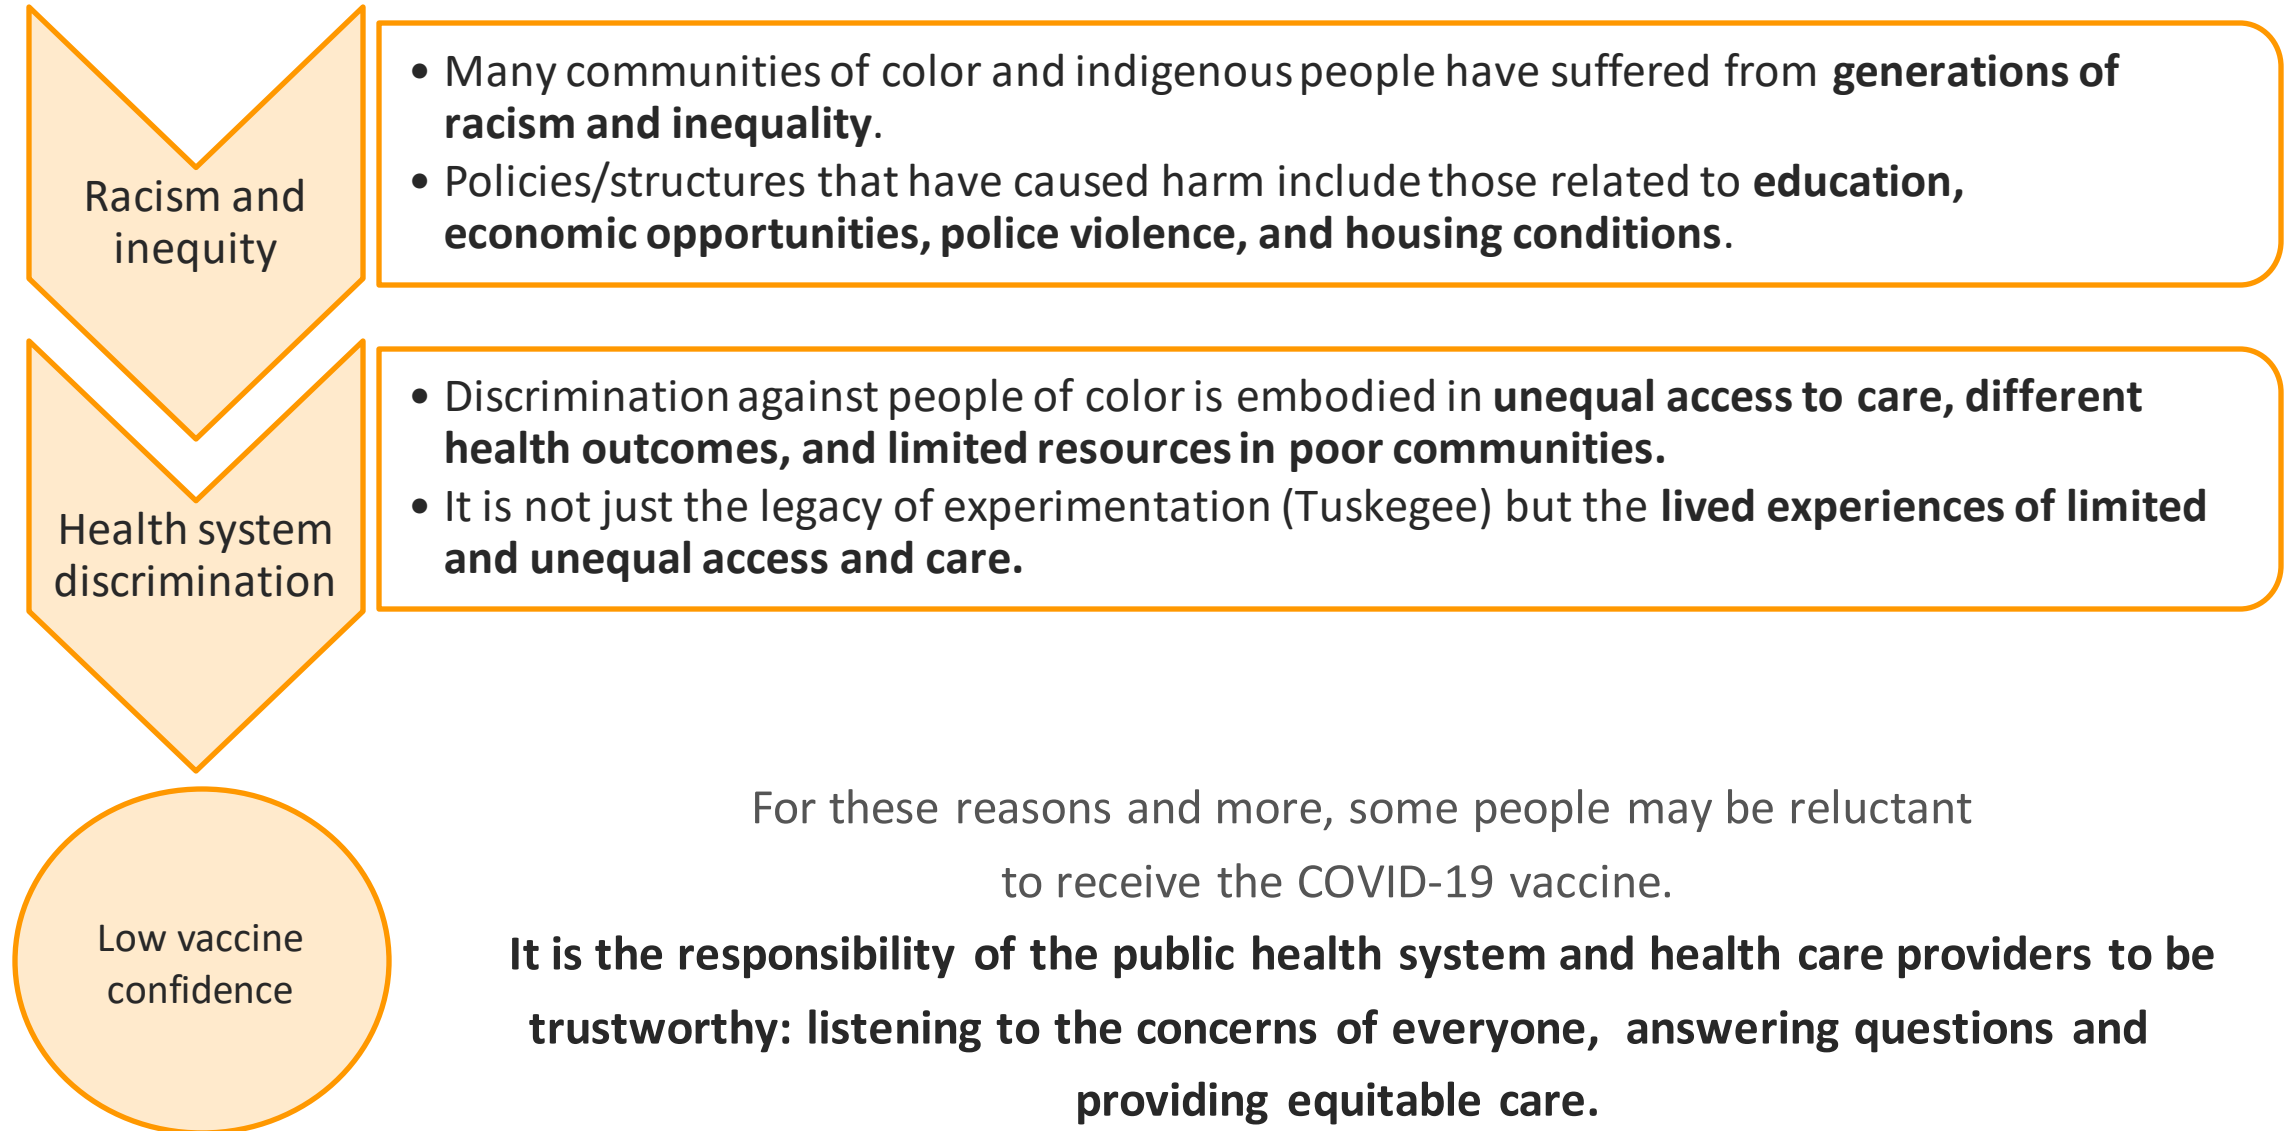 Racism and
inequity
• Many communities of color and indigenous people have suffered from generations of
racism and inequality.
• Policies/structures that have caused harm include those related to education,
economic opportunities, police violence, and housing conditions.
Health system
discrimination
• Discrimination against people of color is embodied in unequal access to care, different
health outcomes, and limited resources in poor communities.
• It is not just the legacy of experimentation (Tuskegee) but the lived experiences of limited
and unequal access and care.
Low vaccine
confidence
For these reasons and more, some people may be reluctant
to receive the COVID-19 vaccine.
It is the responsibility of the public health system and health care providers to be
trustworthy: listening to the concerns of everyone, answering questions and
providing equitable care.